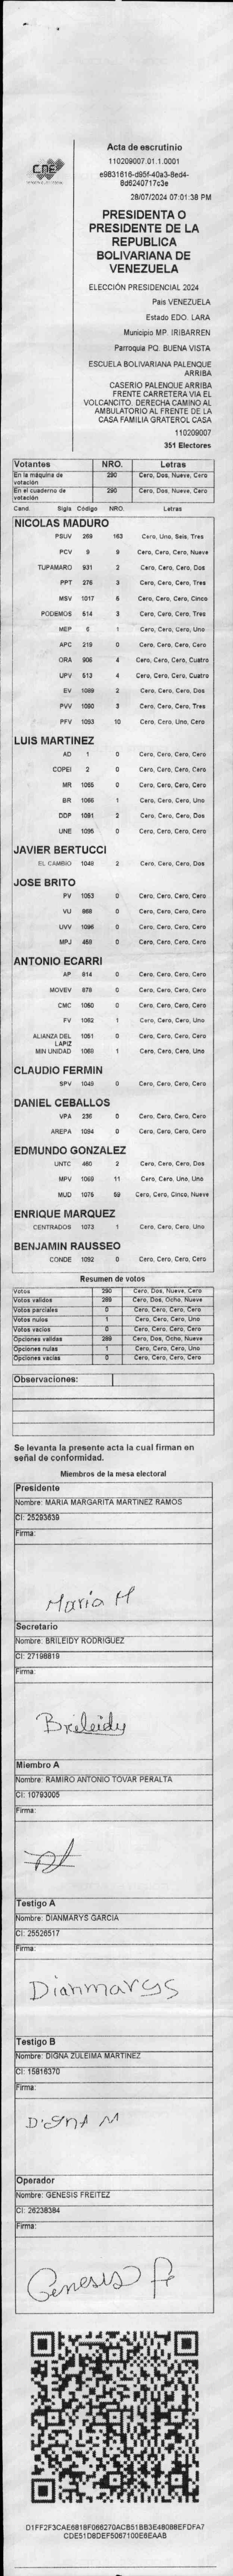 CNE
Acta de escrutinio
110209007.01.1.0001
e9831616-d95f-40a3-8ed4-
6d6240717c3e
28/07/2024 07:01:38 PM
PRESIDENTA O
PRESIDENTE DE LA
REPUBLICA
BOLIVARIANA DE
VENEZUELA
ELECCIÓN PRESIDENCIAL 2024
Pais VENEZUELA
Estado EDO. LARA
Municipio MP. IRIBARREN
Parroquia PQ. BUENA VISTA
ESCUELA BOLIVARIANA PALENQUE
ARRIBA
CASERIO PALENQUE ARRIBA
FRENTE CARRETERA VIA EL
VOLCANCITO. DERECHA CAMINO AL
AMBULATORIO AL FRENTE DE LA
CASA FAMILIA GRATEROL CASA
110209007
351 Electores
Votantes NRO. Letras
En la máquina de votación 290 Cero, Dos, Nueve, Cero
En el cuaderno de votación 290 Cero, Dos, Nueve, Cero
Cand. Sigla Código NRO. Letras
NICOLAS MADURO
PSUV 269 163 Cero, Uno, Seis, Tres
PCV 9 9 Cero, Cero, Cero, Nueve
TUPAMARO 931 2 Cero, Cero, Cero, Dos
PPT 276 3 Cero, Cero, Cero, Tres
MSV 1017 5 Cero, Cero, Cero, Cinco
PODEMOS 514 3 Cero, Cero, Cero, Tres
MEP 6 1 Cero, Cero, Cero, Uno
APC 219 0 Cero, Cero, Cero, Cero
ORA 906 4 Cero, Cero, Cero, Cuatro
UPV 513 4 Cero, Cero, Cero, Cuatro
EV 1089 2 Cero, Cero, Cero, Dos
PVV 1090 3 Cero, Cero, Cero, Tres
PFV 1093 10 Cero, Cero, Uno, Cero
LUIS MARTINEZ
AD 1 0 Cero, Cero, Cero, Cero
COPEI 2 0 Cero, Cero, Cero, Cero
MR 1065 0 Cero, Cero, Cero, Cero
BR 1066 1 Cero, Cero, Cero, Uno
DDP 1091 2 Cero, Cero, Cero, Dos
UNE 1095 0 Cero, Cero, Cero, Cero
JAVIER BERTUCCI
EL CAMBIO 1048 2 Cero, Cero, Cero, Dos
JOSE BRITO
PV 1053 0 Cero, Cero, Cero, Cero
VU 868 0 Cero, Cero, Cero, Cero
UVV 1096 0 Cero, Cero, Cero, Cero
MPJ 459 0 Cero, Cero, Cero, Cero
ANTONIO ECARRI
AP 814 0 Cero, Cero, Cero, Cero
MOVEV 878 0 Cero, Cero, Cero, Cero
CMC 1050 0 Cero, Cero, Cero, Cero
FV 1062 1 Cero, Cero, Cero, Uno
ALIANZA DEL LAPIZ 1051 0 Cero, Cero, Cero, Cero
MIN UNIDAD 1069 1 Cero, Cero, Cero, Uno
CLAUDIO FERMIN
SPV 1049 0 Cero, Cero, Cero, Cero
DANIEL CEBALLOS
VPA 236 0 Cero, Cero, Cero, Cero
AREPA 1094 0 Cero, Cero, Cero, Cero
EDMUNDO GONZALEZ
UNTC 460 2 Cero, Cero, Cero, Dos
MPV 1069 11 Cero, Cero, Uno, Uno
MUD 1075 59 Cero, Cero, Cinco, Nueve
ENRIQUE MARQUEZ
CENTRADOS 1073 1 Cero, Cero, Cero, Uno
BENJAMIN RAUSSEO
CONDE 1092 0 Cero, Cero, Cero, Cero
Resumen de votos
Votos 290 Cero, Dos, Nueve, Cero
Votos validos 289 Cero, Dos, Ocho, Nueve
Votos parciales 0 Cero, Cero, Cero, Cero
Votos nulos 1 Cero, Cero, Cero, Uno
Votos vacios 0 Cero, Cero, Cero, Cero
Opciones validas 289 Cero, Dos, Ocho, Nueve
Opciones nulas 1 Cero, Cero, Cero, Uno
Opciones vacias 0 Cero, Cero, Cero, Cero
Observaciones:
Se levanta la presente acta la cual firman en
señal de conformidad.
Miembros de la mesa electoral
Presidente
Nombre: MARIA MARGARITA MARTINEZ RAMOS
CI: 25293639
Firma:
Maria M
Secretario
Nombre: BRILEIDY RODRIGUEZ
CI: 27198819
Firma:
Brileidy
Miembro A
Nombre: RAMIRO ANTONIO TOVAR PERALTA
CI: 10793005
Firma:
Testigo A
Nombre: DIANMARYS GARCIA
CI: 25526517
Firma:
Dianmarys
Testigo B
Nombre: DIGNA ZULEIMA MARTINEZ
CI: 15816370
Firma:
DIGNA M
Operador
Nombre: GENESIS FREITEZ
CI: 26238384
Firma:
Genesis F
D1FF2F3CAE6818F066270ACB51BB3E48088EFDFA7
CDE51D8DEF5067100E6EAAB